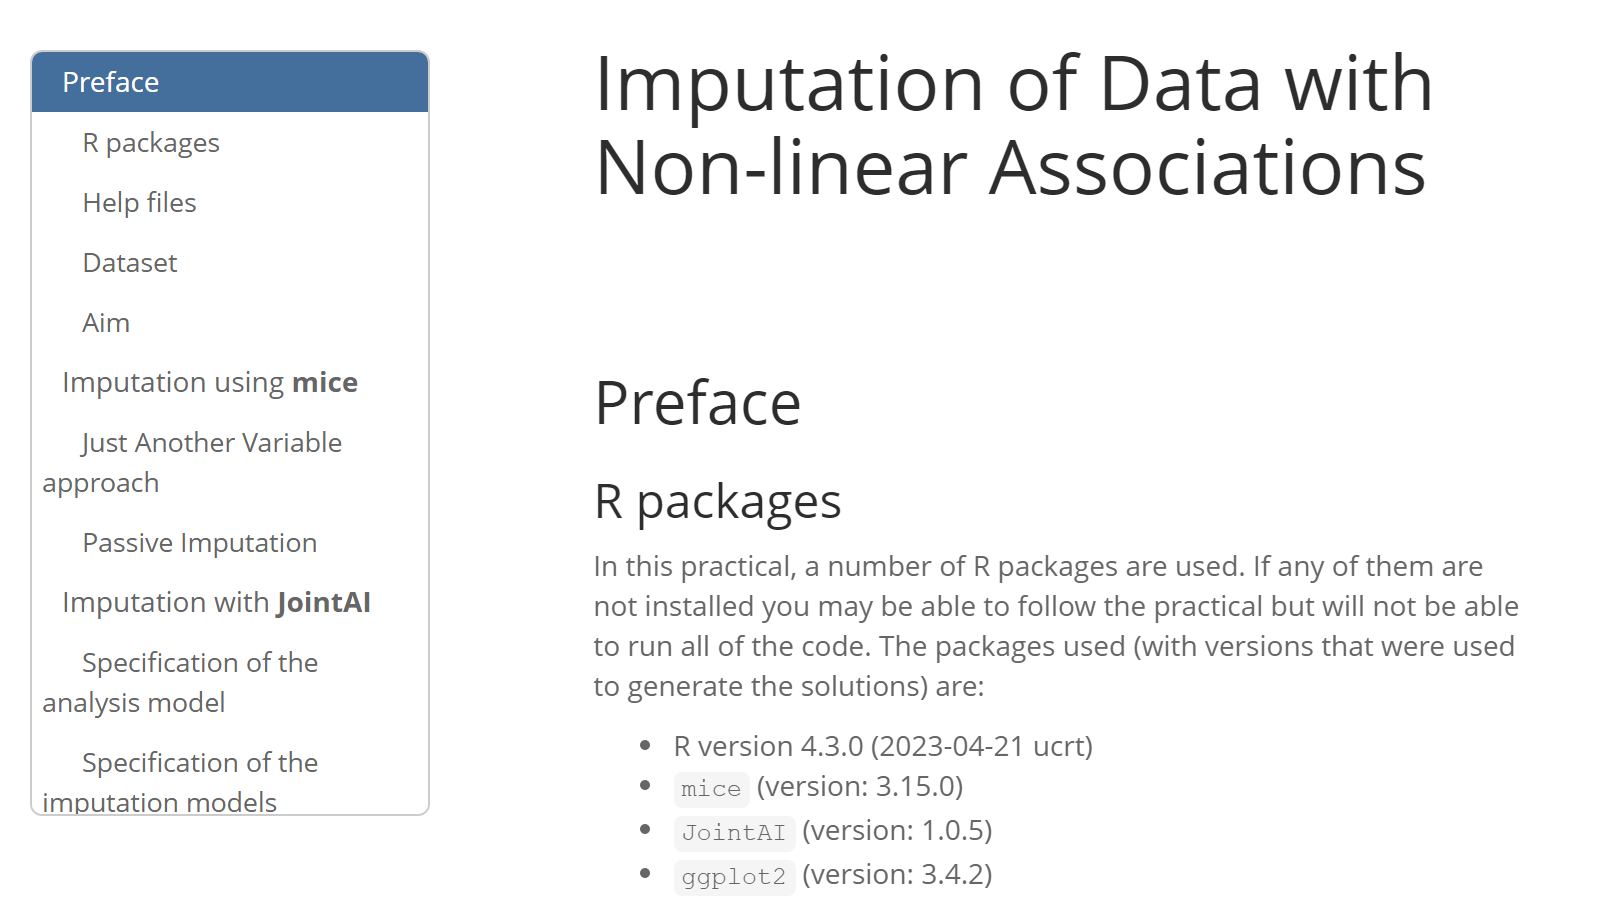 Preface
R packages
Help files
Dataset
Aim
Imputation using mice
Just Another Variable
approach
Passive Imputation
Imputation with JointAI
Specification of the
analysis model
Specification of the
imputation models
Imputation of Data with
Non-linear Associations
Preface
R packages
In this practical, a number of R packages are used. If any of them are
not installed you may be able to follow the practical but will not be able
to run all of the code. The packages used (with versions that were used
to generate the solutions) are:
R version 4.3.0 (2023-04-21 ucrt)
mice (version: 3.15.0)
JointAI (version: 1.0.5)
ggplot2 (version: 3.4.2)